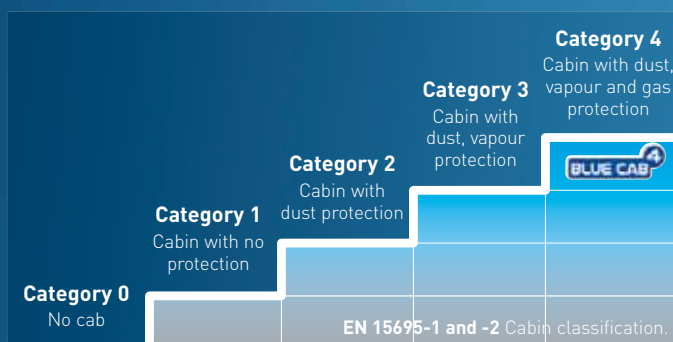 Category 4
Cabin with dust,
vapour and gas
protection
Category 3
Cabin with
dust, vapour
protection
Category 2
Cabin with
dust protection
Category 1
Cabin with no
protection
Category 0
No cab
BLUE CAB 4
EN 15695-1 and -2 Cabin classification.